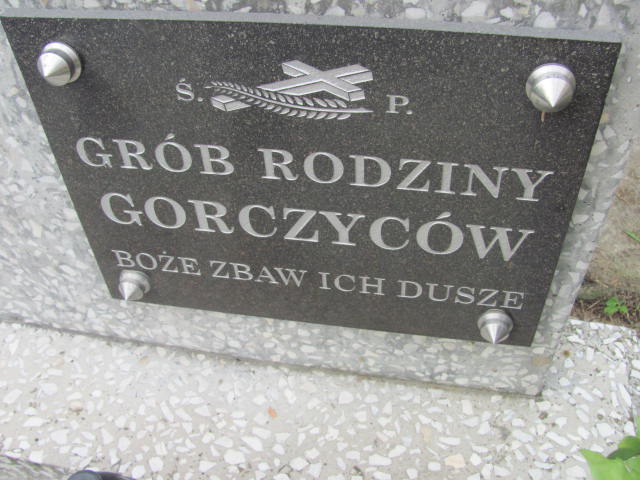 Ś. P.
GRÓB RODZINY
GORCZYCÓW
BOŻE ZBAW ICH DUSZE